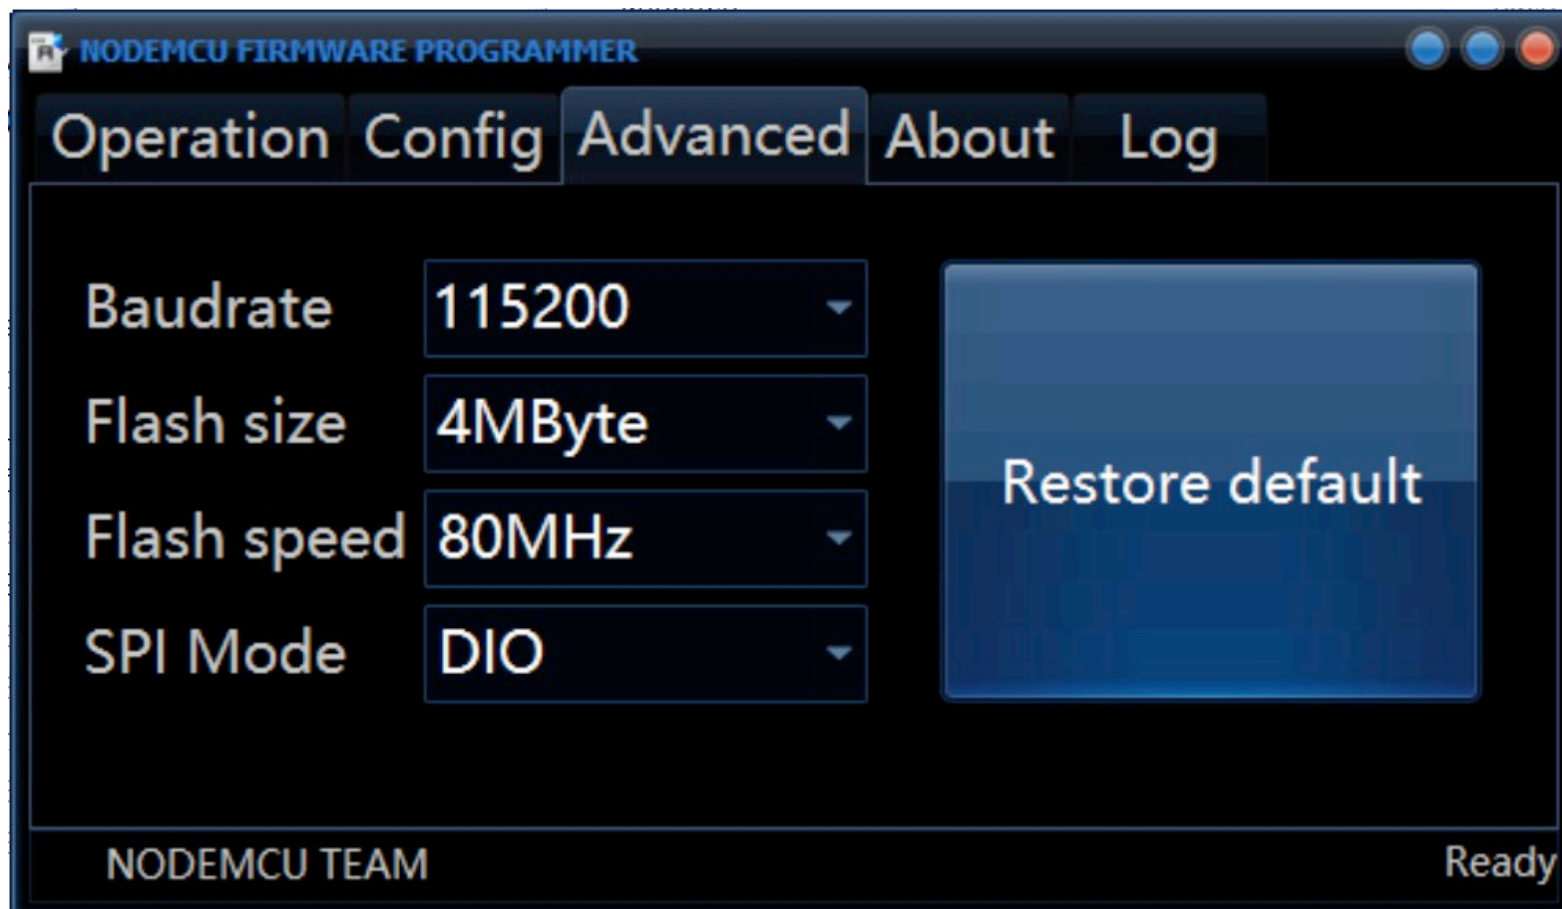 NODEMCU FIRMWARE PROGRAMMER
Operation Config Advanced About Log
Baudrate 115200
Flash size 4MByte
Restore default
Flash speed 80MHz
SPI Mode DIO
NODEMCU TEAM Ready